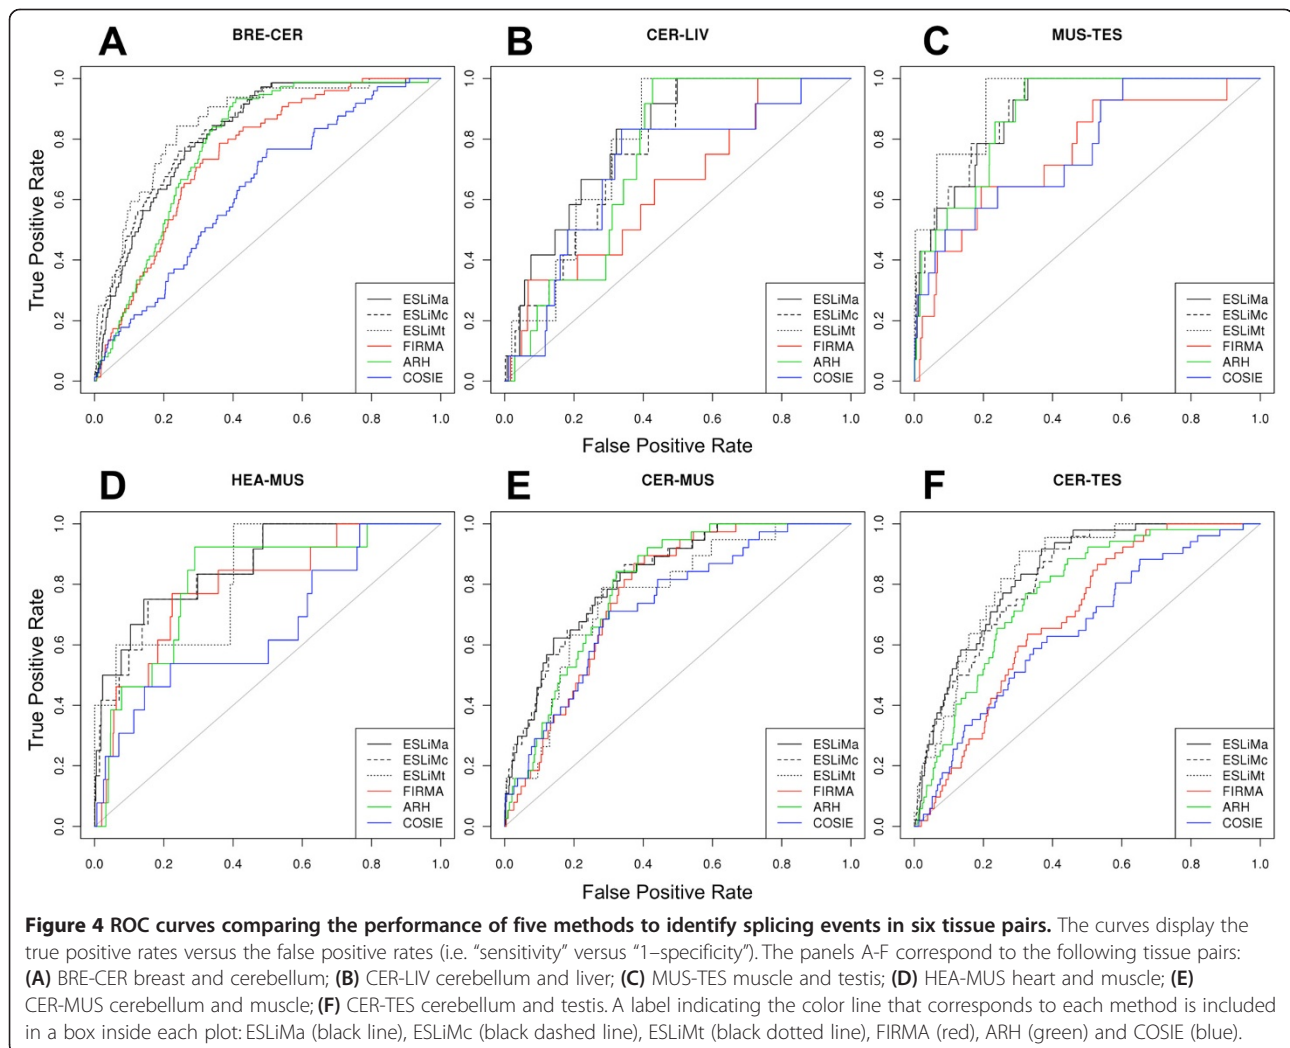 A
BRE-CER
B
CER-LIV
C
MUS-TES
True Positive Rate
1.0
0.8
0.6
0.4
0.2
0.0
ESLiMa
ESLiMc
ESLiMt
FIRMA
ARH
COSIE
0.0 0.2 0.4 0.6 0.8 1.0
1.0
0.8
0.6
0.4
0.2
0.0
ESLiMa
ESLiMc
ESLiMt
FIRMA
ARH
COSIE
0.0 0.2 0.4 0.6 0.8 1.0
1.0
0.8
0.6
0.4
0.2
0.0
ESLiMa
ESLiMc
ESLiMt
FIRMA
ARH
COSIE
0.0 0.2 0.4 0.6 0.8 1.0
False Positive Rate
D
HEA-MUS
E
CER-MUS
F
CER-TES
True Positive Rate
1.0
0.8
0.6
0.4
0.2
0.0
ESLiMa
ESLiMc
ESLiMt
FIRMA
ARH
COSIE
0.0 0.2 0.4 0.6 0.8 1.0
1.0
0.8
0.6
0.4
0.2
0.0
ESLiMa
ESLiMc
ESLiMt
FIRMA
ARH
COSIE
0.0 0.2 0.4 0.6 0.8 1.0
1.0
0.8
0.6
0.4
0.2
0.0
ESLiMa
ESLiMc
ESLiMt
FIRMA
ARH
COSIE
0.0 0.2 0.4 0.6 0.8 1.0
False Positive Rate
Figure 4 ROC curves comparing the performance of five methods to identify splicing events in six tissue pairs. The curves display the
true positive rates versus the false positive rates (i.e. “sensitivity” versus “1–specificity”). The panels A-F correspond to the following tissue pairs:
(A) BRE-CER breast and cerebellum; (B) CER-LIV cerebellum and liver; (C) MUS-TES muscle and testis; (D) HEA-MUS heart and muscle; (E)
CER-MUS cerebellum and muscle; (F) CER-TES cerebellum and testis. A label indicating the color line that corresponds to each method is included
in a box inside each plot: ESLiMa (black line), ESLiMc (black dashed line), ESLiMt (black dotted line), FIRMA (red), ARH (green) and COSIE (blue).